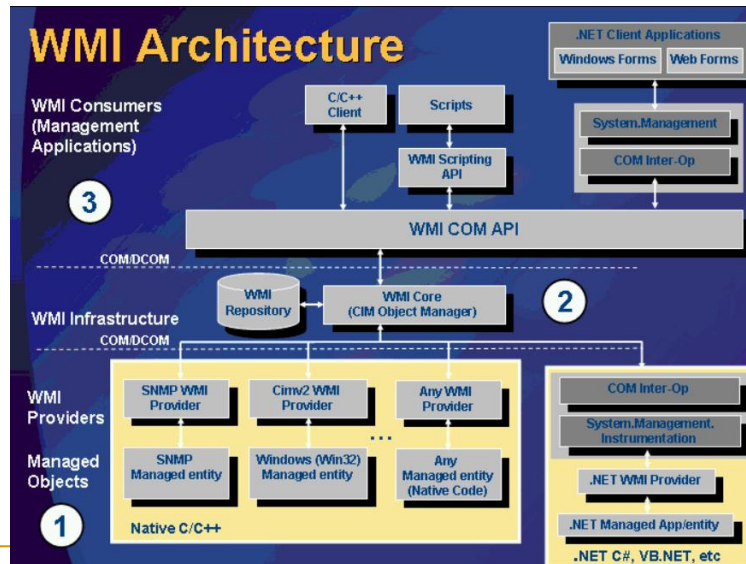 WMI Architecture
.NET Client Applications
Windows Forms
Web Forms
WMI Consumers
(Management
Applications)
C/C++
Client
Scripts
System.Management
WMI Scripting
API
COM Inter-Op
3
WMI COM API
COM/DCOM
WMI
Repository
WMI Core
(CIM Object Manager)
2
WMI Infrastructure
COM/DCOM
WMI
Providers
SNMP WMI
Provider
Cimv2 WMI
Provider
Any WMI
Provider
COM Inter-Op
...
System.Management.
Instrumentation
Managed
Objects
SNMP
Managed entity
Windows (Win32)
Managed entity
Any
Managed entity
(Native Code)
.NET WMI Provider
1
Native C/C++
.NET Managed App/entity
.NET C#, VB.NET, etc